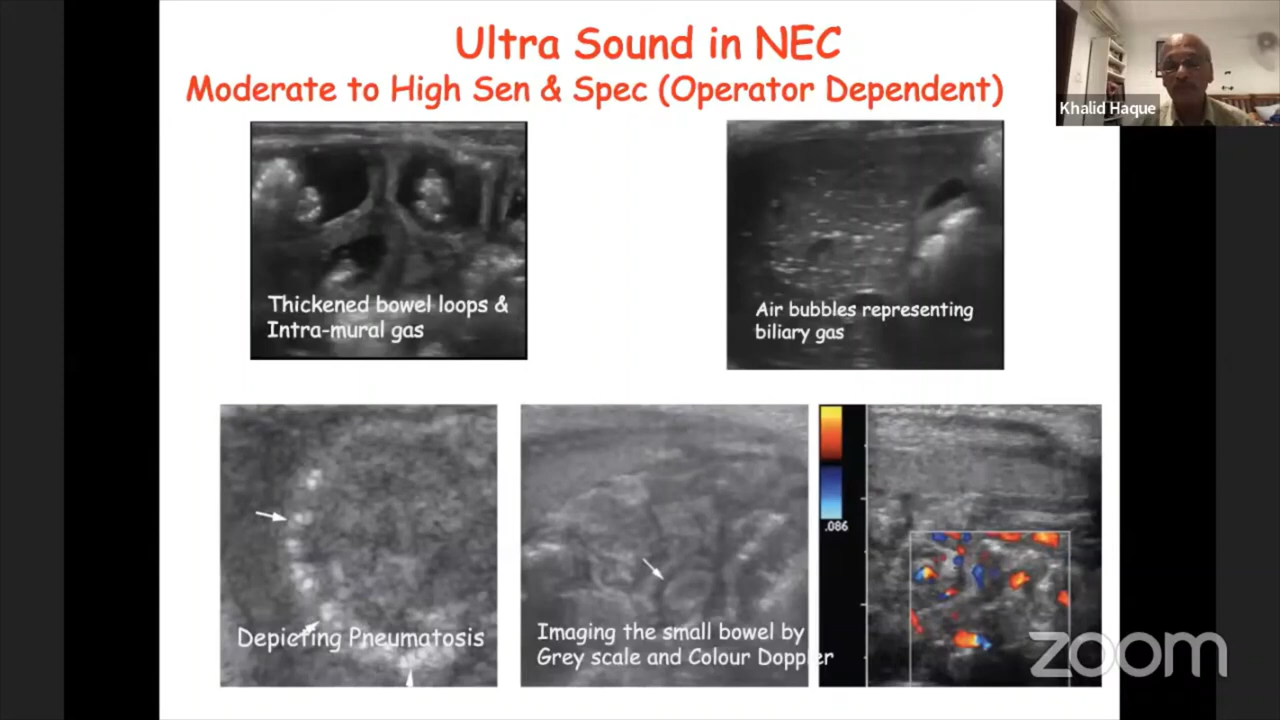 Ultra Sound in NEC
Moderate to High Sen & Spec (Operator Dependent)
Khalid Haque
Thickened bowel loops &
Intra-mural gas
Air bubbles representing
biliary gas
Depicting Pneumatosis
Imaging the small bowel by
Grey scale and Colour Doppler
.086
zoom